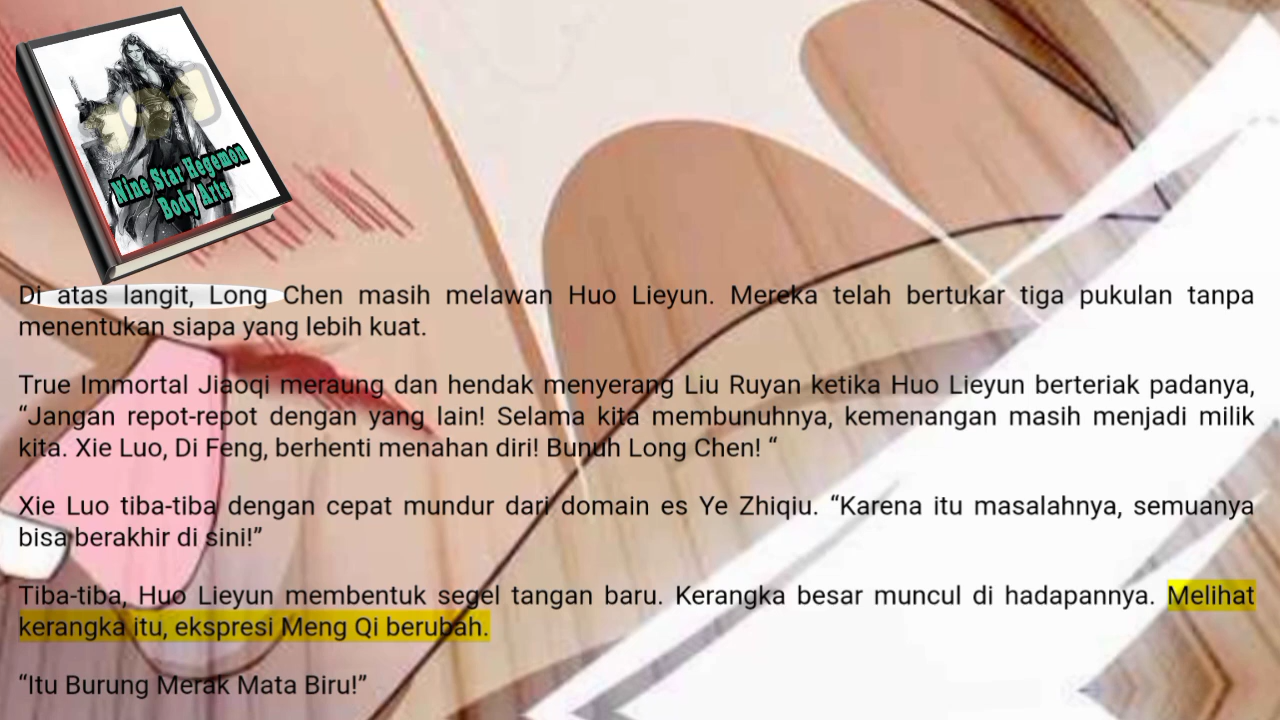 Nine Star Hegemon
Body Arts
Di atas langit, Long Chen masih melawan Huo Lieyun. Mereka telah bertukar tiga pukulan tanpa
menentukan siapa yang lebih kuat.
True Immortal Jiaoqi meraung dan hendak menyerang Liu Ruyan ketika Huo Lieyun berteriak padanya,
“Jangan repot-repot dengan yang lain! Selama kita membunuhnya, kemenangan masih menjadi milik
kita. Xie Luo, Di Feng, berhenti menahan diri! Bunuh Long Chen! “
Xie Luo tiba-tiba dengan cepat mundur dari domain es Ye Zhiqiu. “Karena itu masalahnya, semuanya
bisa berakhir di sini!”
Tiba-tiba, Huo Lieyun membentuk segel tangan baru. Kerangka besar muncul di hadapannya. Melihat
kerangka itu, ekspresi Meng Qi berubah.
“Itu Burung Merak Mata Biru!”